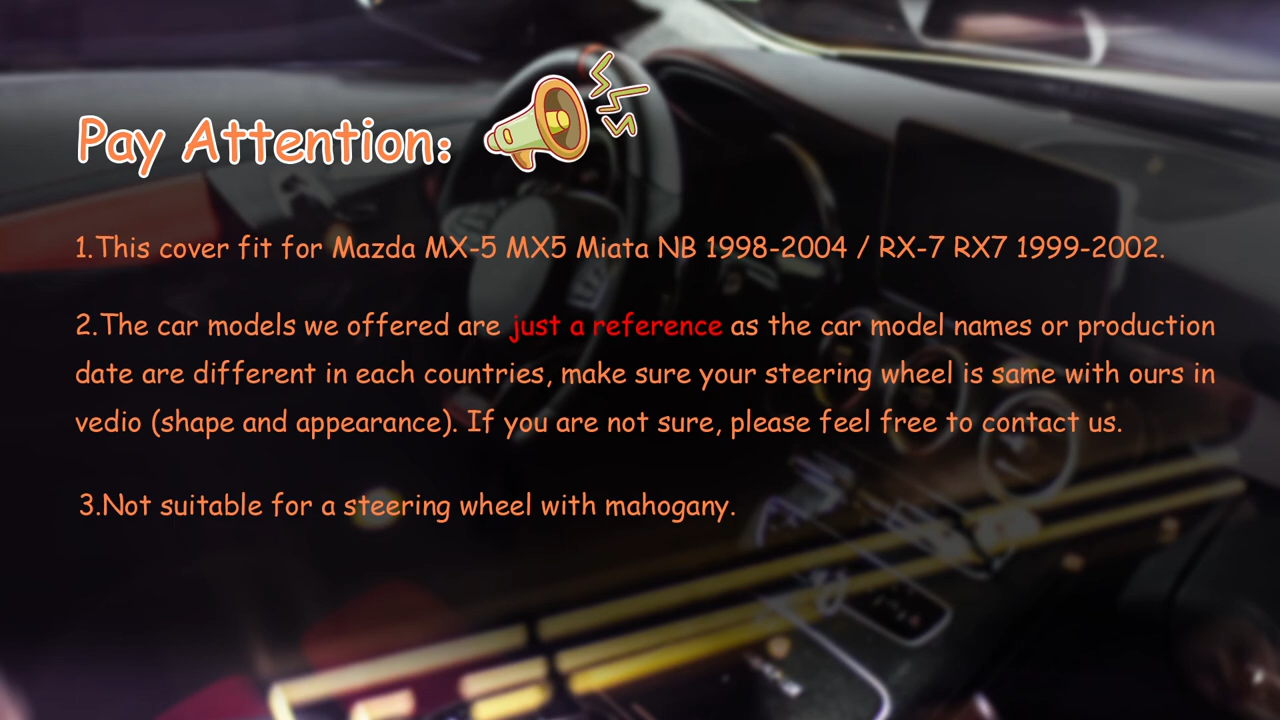 Pay Attention:
1.This cover fit for Mazda MX-5 MX5 Miata NB 1998-2004 / RX-7 RX7 1999-2002.
2.The car models we offered are just a reference as the car model names or production
date are different in each countries, make sure your steering wheel is same with ours in
vedio (shape and appearance). If you are not sure, please feel free to contact us.
3.Not suitable for a steering wheel with mahogany.